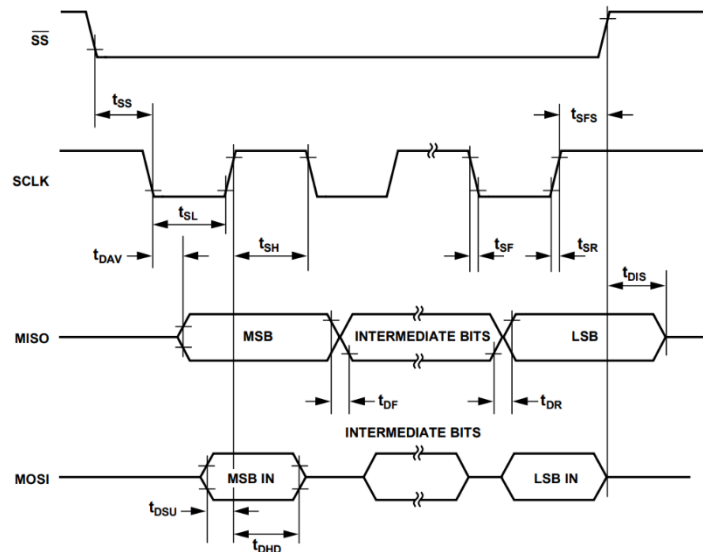 SS
tSS
tSFS
SCLK
tSL
tSH
tSF
tSR
tDAV
tDIS
MISO
MSB
INTERMEDIATE BITS
LSB
tDF
tDR
INTERMEDIATE BITS
MOSI
MSB IN
LSB IN
tDSU
tDHD